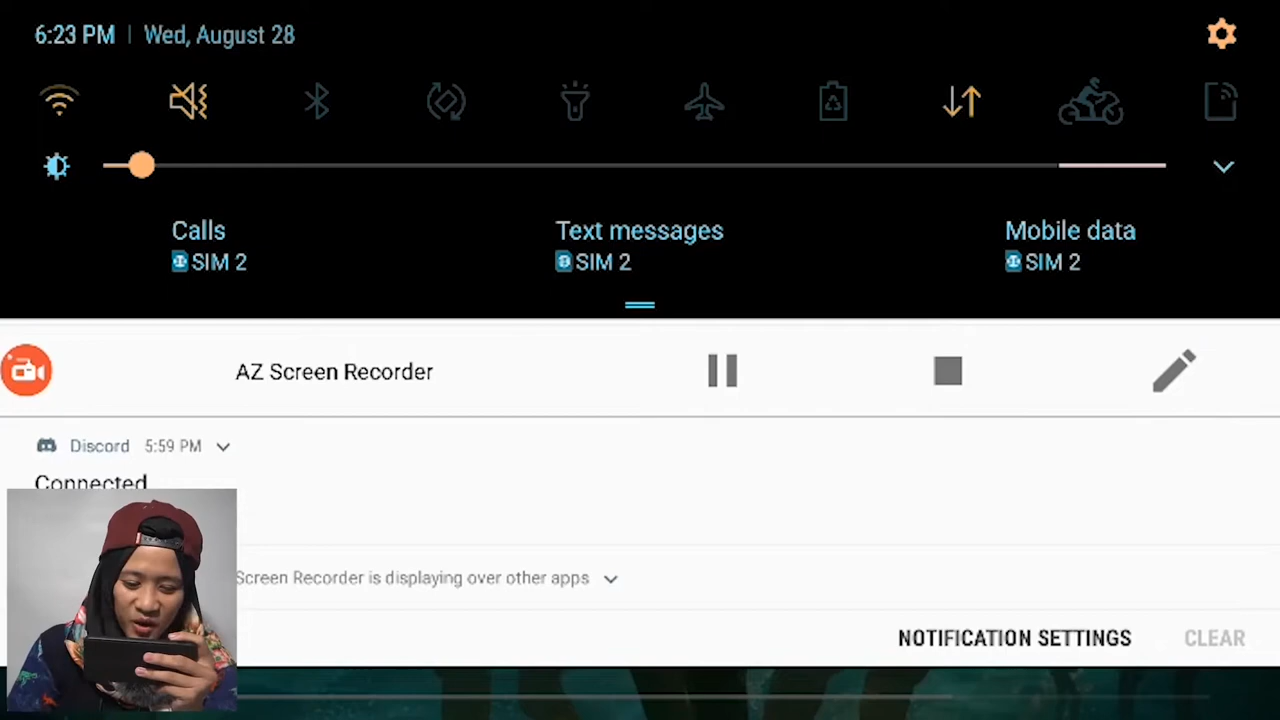 6:23 PM | Wed, August 28
Calls
SIM 2
Text messages
SIM 2
Mobile data
SIM 2
AZ Screen Recorder
Discord 5:59 PM
Connected
Screen Recorder is displaying over other apps
NOTIFICATION SETTINGS CLEAR